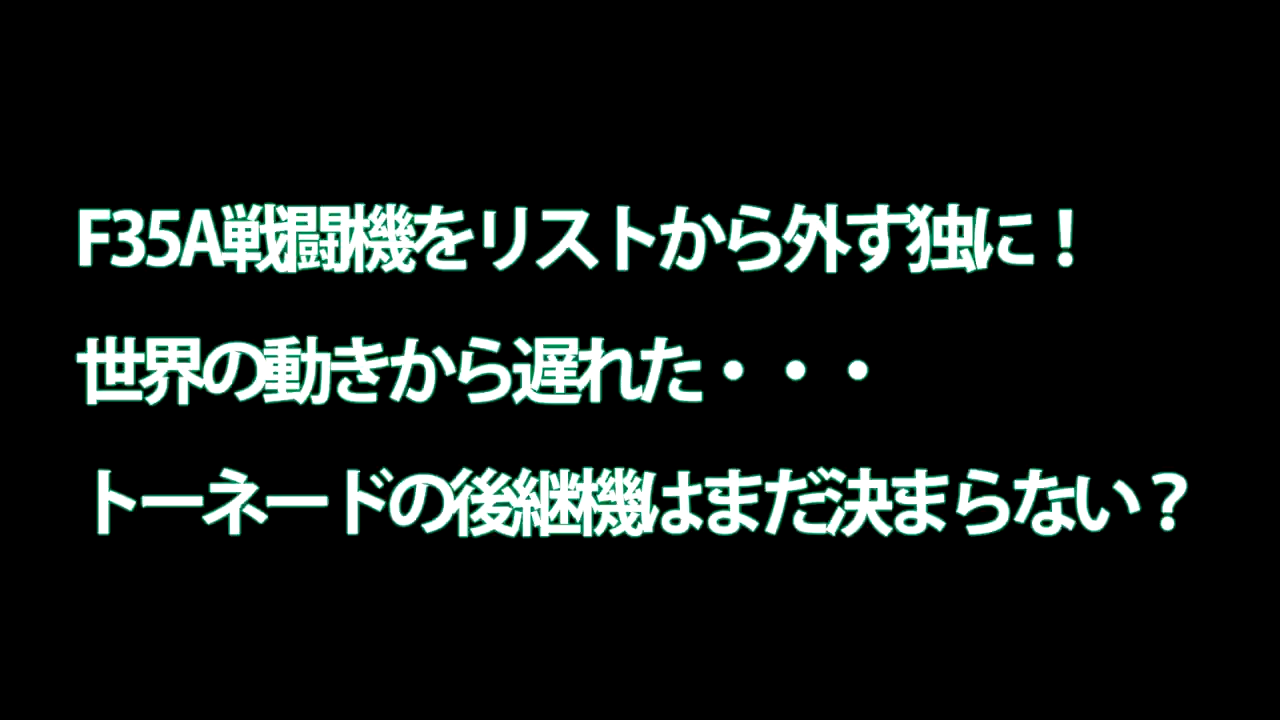 F35A戦闘機をリストから外す独に！
世界の動きから遅れた・・・
トーネードの後継機はまだ決まらない？